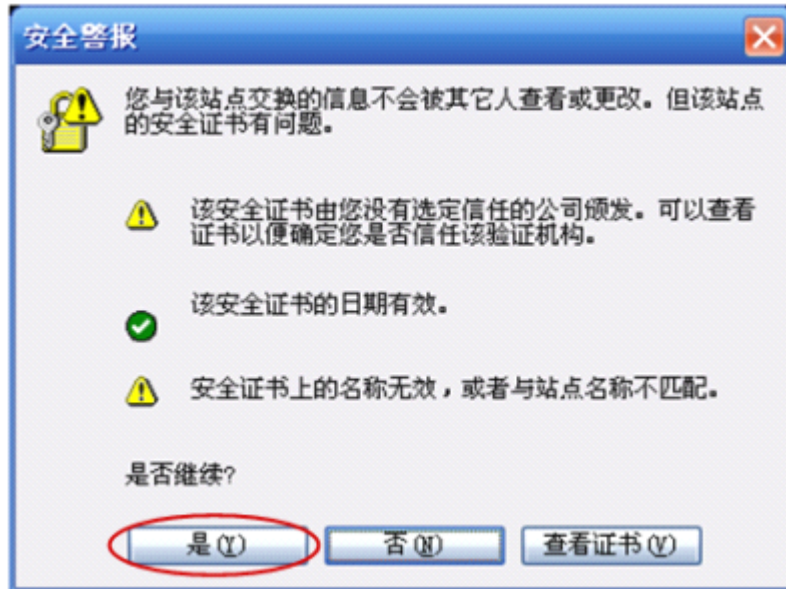 安全警报
您与该站点交换的信息不会被其它人查看或更改。但该站点
的安全证书有问题。
该安全证书由您没有选定信任的公司颁发。可以查看
证书以便确定您是否信任该验证机构。
该安全证书的日期有效。
安全证书上的名称无效，或者与站点名称不匹配。
是否继续?
是(Y) 否(N) 查看证书(V)